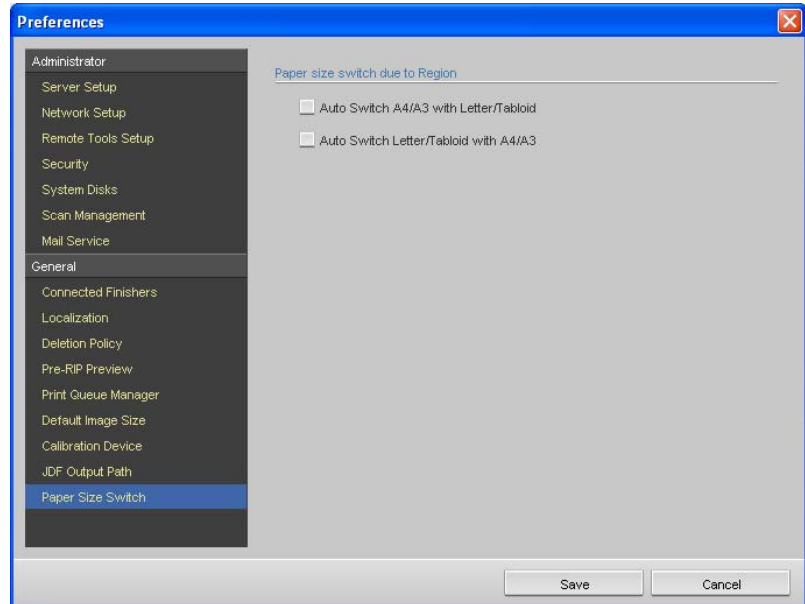 Preferences
Administrator
Server Setup
Network Setup
Remote Tools Setup
Security
System Disks
Scan Management
Mail Service
General
Connected Finishers
Localization
Deletion Policy
Pre-RIP Preview
Print Queue Manager
Default Image Size
Calibration Device
JDF Output Path
Paper Size Switch
Paper size switch due to Region
Auto Switch A4/A3 with Letter/Tabloid
Auto Switch Letter/Tabloid with A4/A3
Save
Cancel